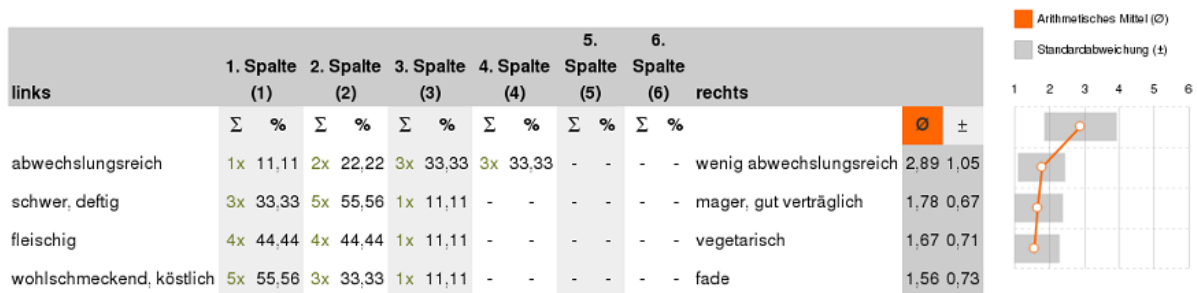 Arithmetisches Mittel (Ø)
Standardabweichung (±)
links 1. Spalte (1) 2. Spalte (2) 3. Spalte (3) 4. Spalte (4) 5. Spalte (5) 6. Spalte (6) rechts
1 2 3 4 5 6
Σ % Σ % Σ % Σ % Σ % Σ % Ø ±
abwechslungsreich 1x 11,11 2x 22,22 3x 33,33 3x 33,33 - - - - wenig abwechslungsreich 2,89 1,05
schwer, deftig 3x 33,33 5x 55,56 1x 11,11 - - - - - - mager, gut verträglich 1,78 0,67
fleischig 4x 44,44 4x 44,44 1x 11,11 - - - - - - vegetarisch 1,67 0,71
wohlschmeckend, köstlich 5x 55,56 3x 33,33 1x 11,11 - - - - - - fade 1,56 0,73